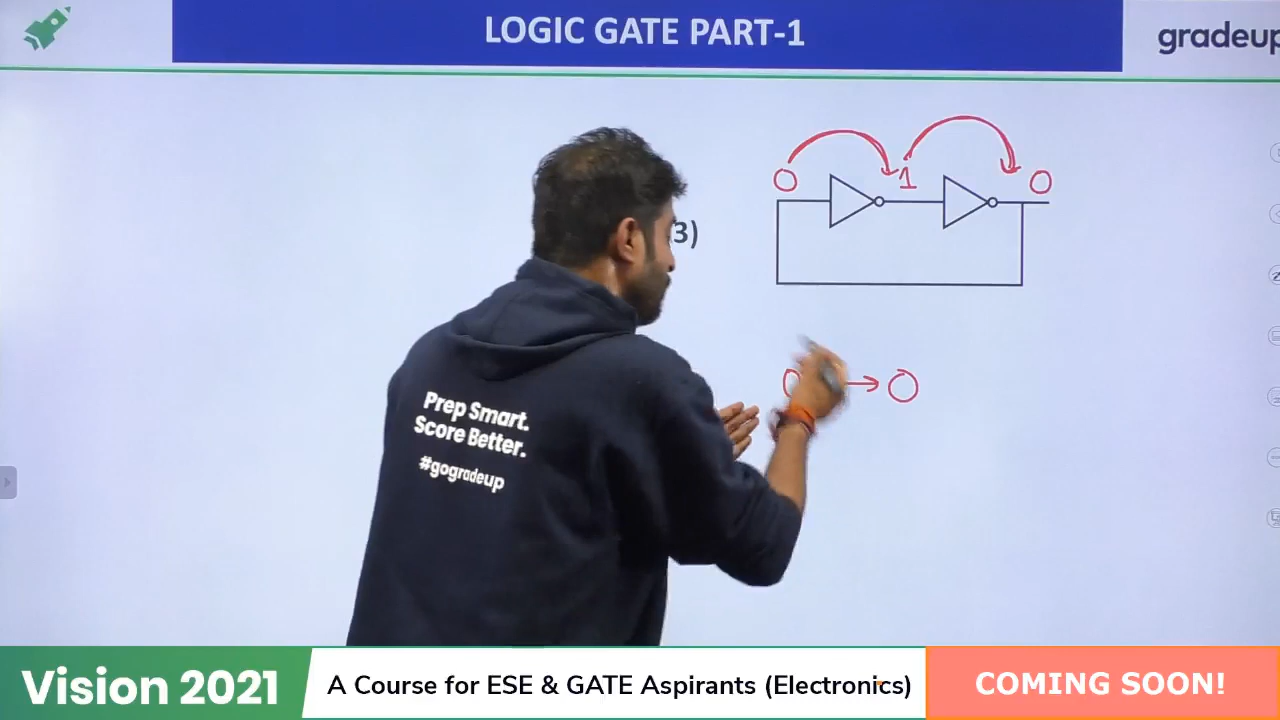 LOGIC GATE PART-1
gradeup
0 1 0
(3)
0 → 0
Prep Smart.
Score Better.
#gogradeup
Vision 2021
A Course for ESE & GATE Aspirants (Electronics)
COMING SOON!